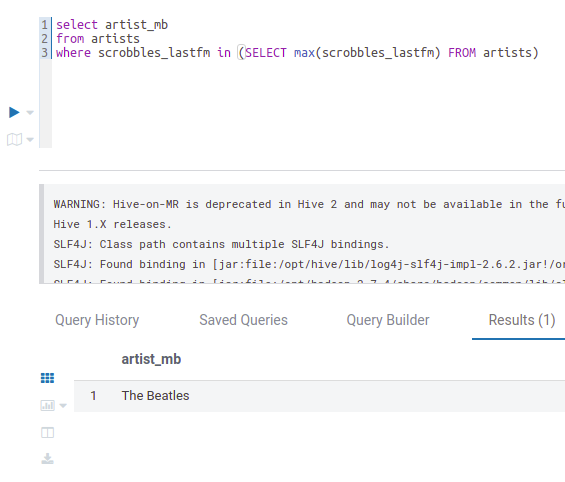 1 select artist_mb
2 from artists
3 where scrobbles_lastfm in (SELECT max(scrobbles_lastfm) FROM artists)
WARNING: Hive-on-MR is deprecated in Hive 2 and may not be available in the fu
Hive 1.X releases.
SLF4J: Class path contains multiple SLF4J bindings.
SLF4J: Found binding in [jar:file:/opt/hive/lib/log4j-slf4j-impl-2.6.2.jar!/or
Query History Saved Queries Query Builder Results (1)
artist_mb
1 The Beatles